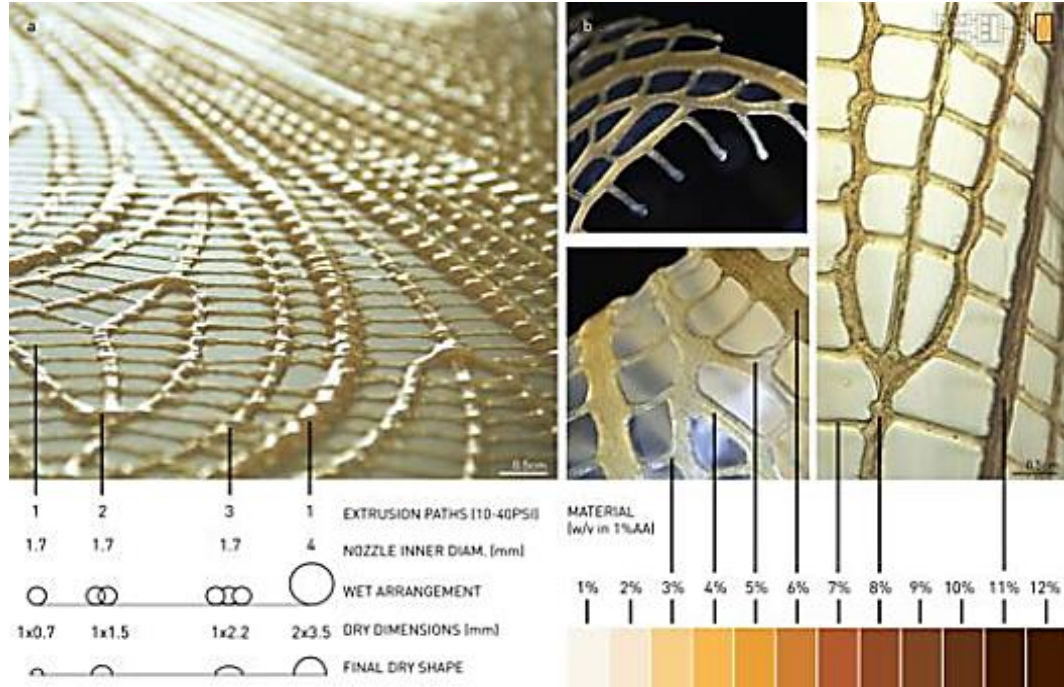 a
b
0.5cm
0.5cm
1 2 3 1 EXTRUSION PATHS (10-40PSI)
1.7 1.7 1.7 4 NOZZLE INNER DIAM. (mm)
WET ARRANGEMENT
1x0.7 1x1.5 1x2.2 2x3.5 DRY DIMENSIONS (mm)
FINAL DRY SHAPE
MATERIAL
(w/v in 1%AA)
1% 2% 3% 4% 5% 6% 7% 8% 9% 10% 11% 12%